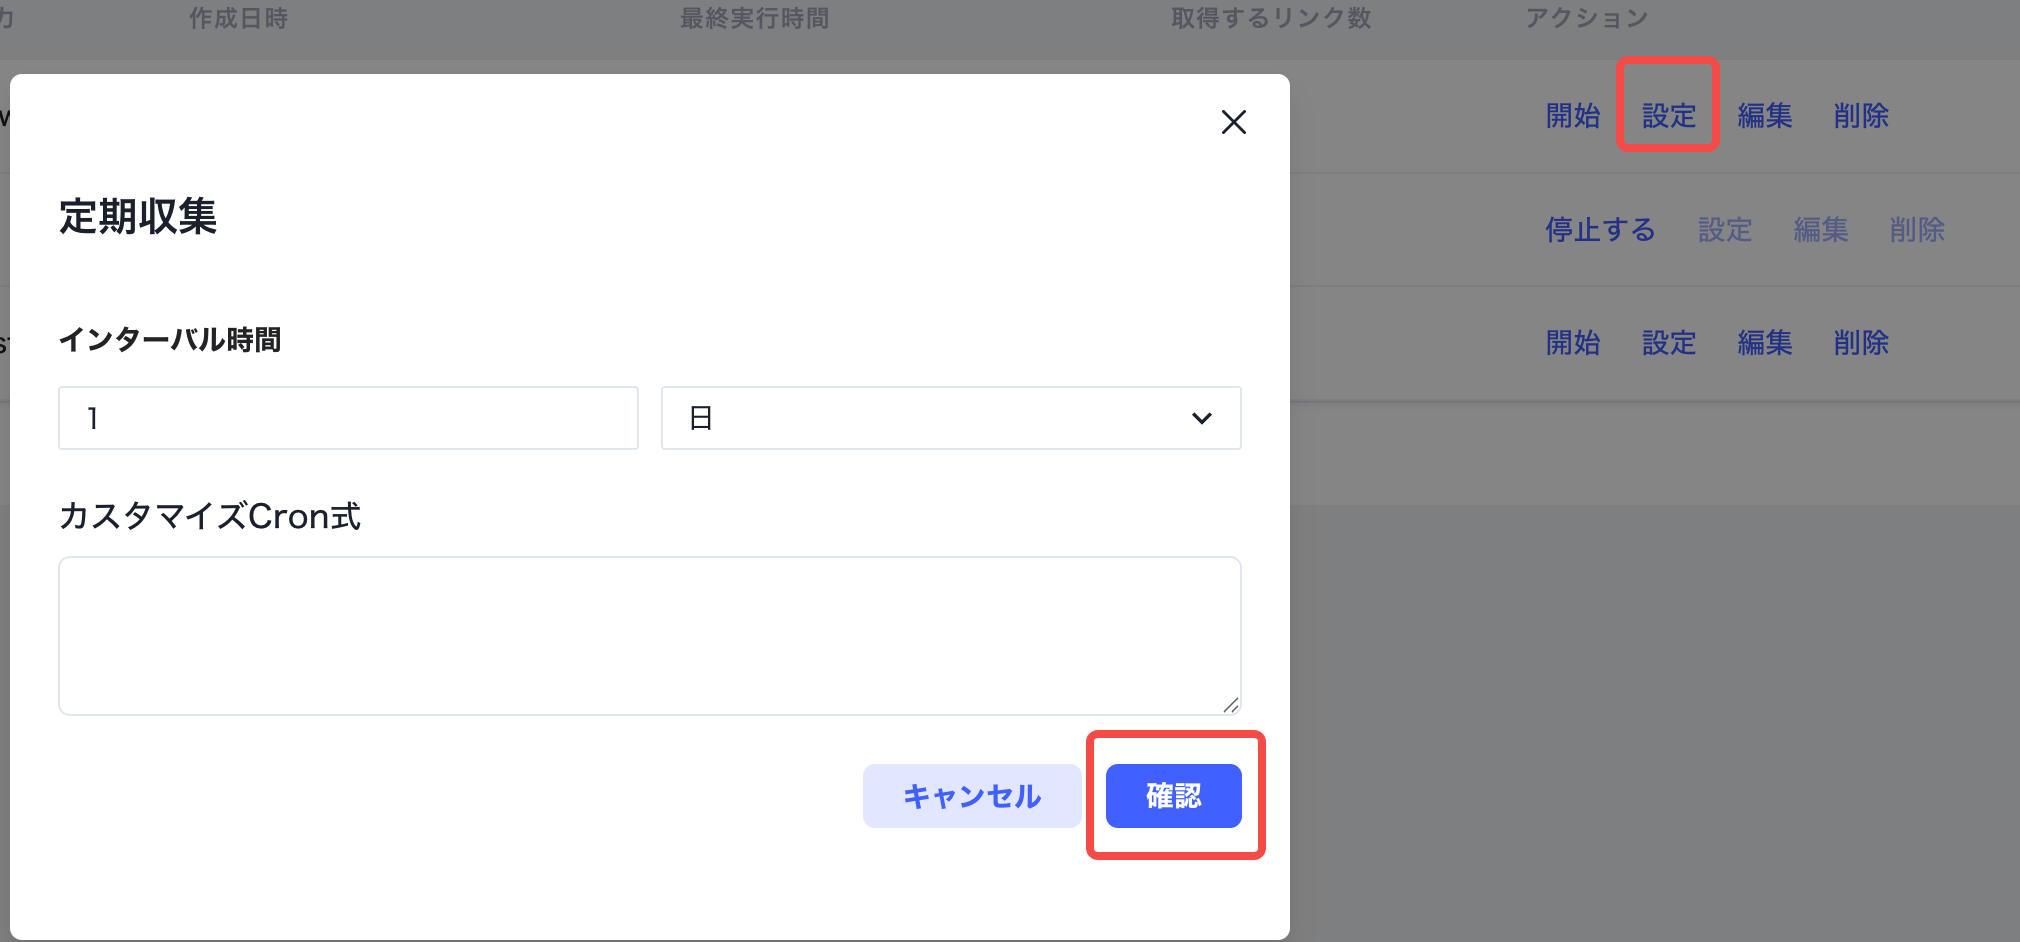 作成日時 最終実行時間 取得するリンク数 アクション
開始 設定 編集 削除
定期収集
停止する 設定 編集 削除
インターバル時間
開始 設定 編集 削除
1 日
カスタマイズCron式
キャンセル 確認